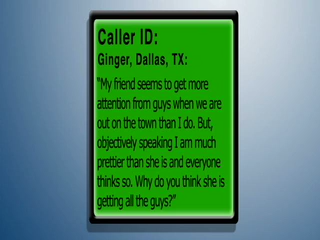 Caller ID:
Ginger, Dallas, TX:
“My friend seems to get more
attention from guys when we are
out on the town than I do. But,
objectively speaking I am much
prettier than she is and everyone
thinks so. Why do you think she is
getting all the guys?”